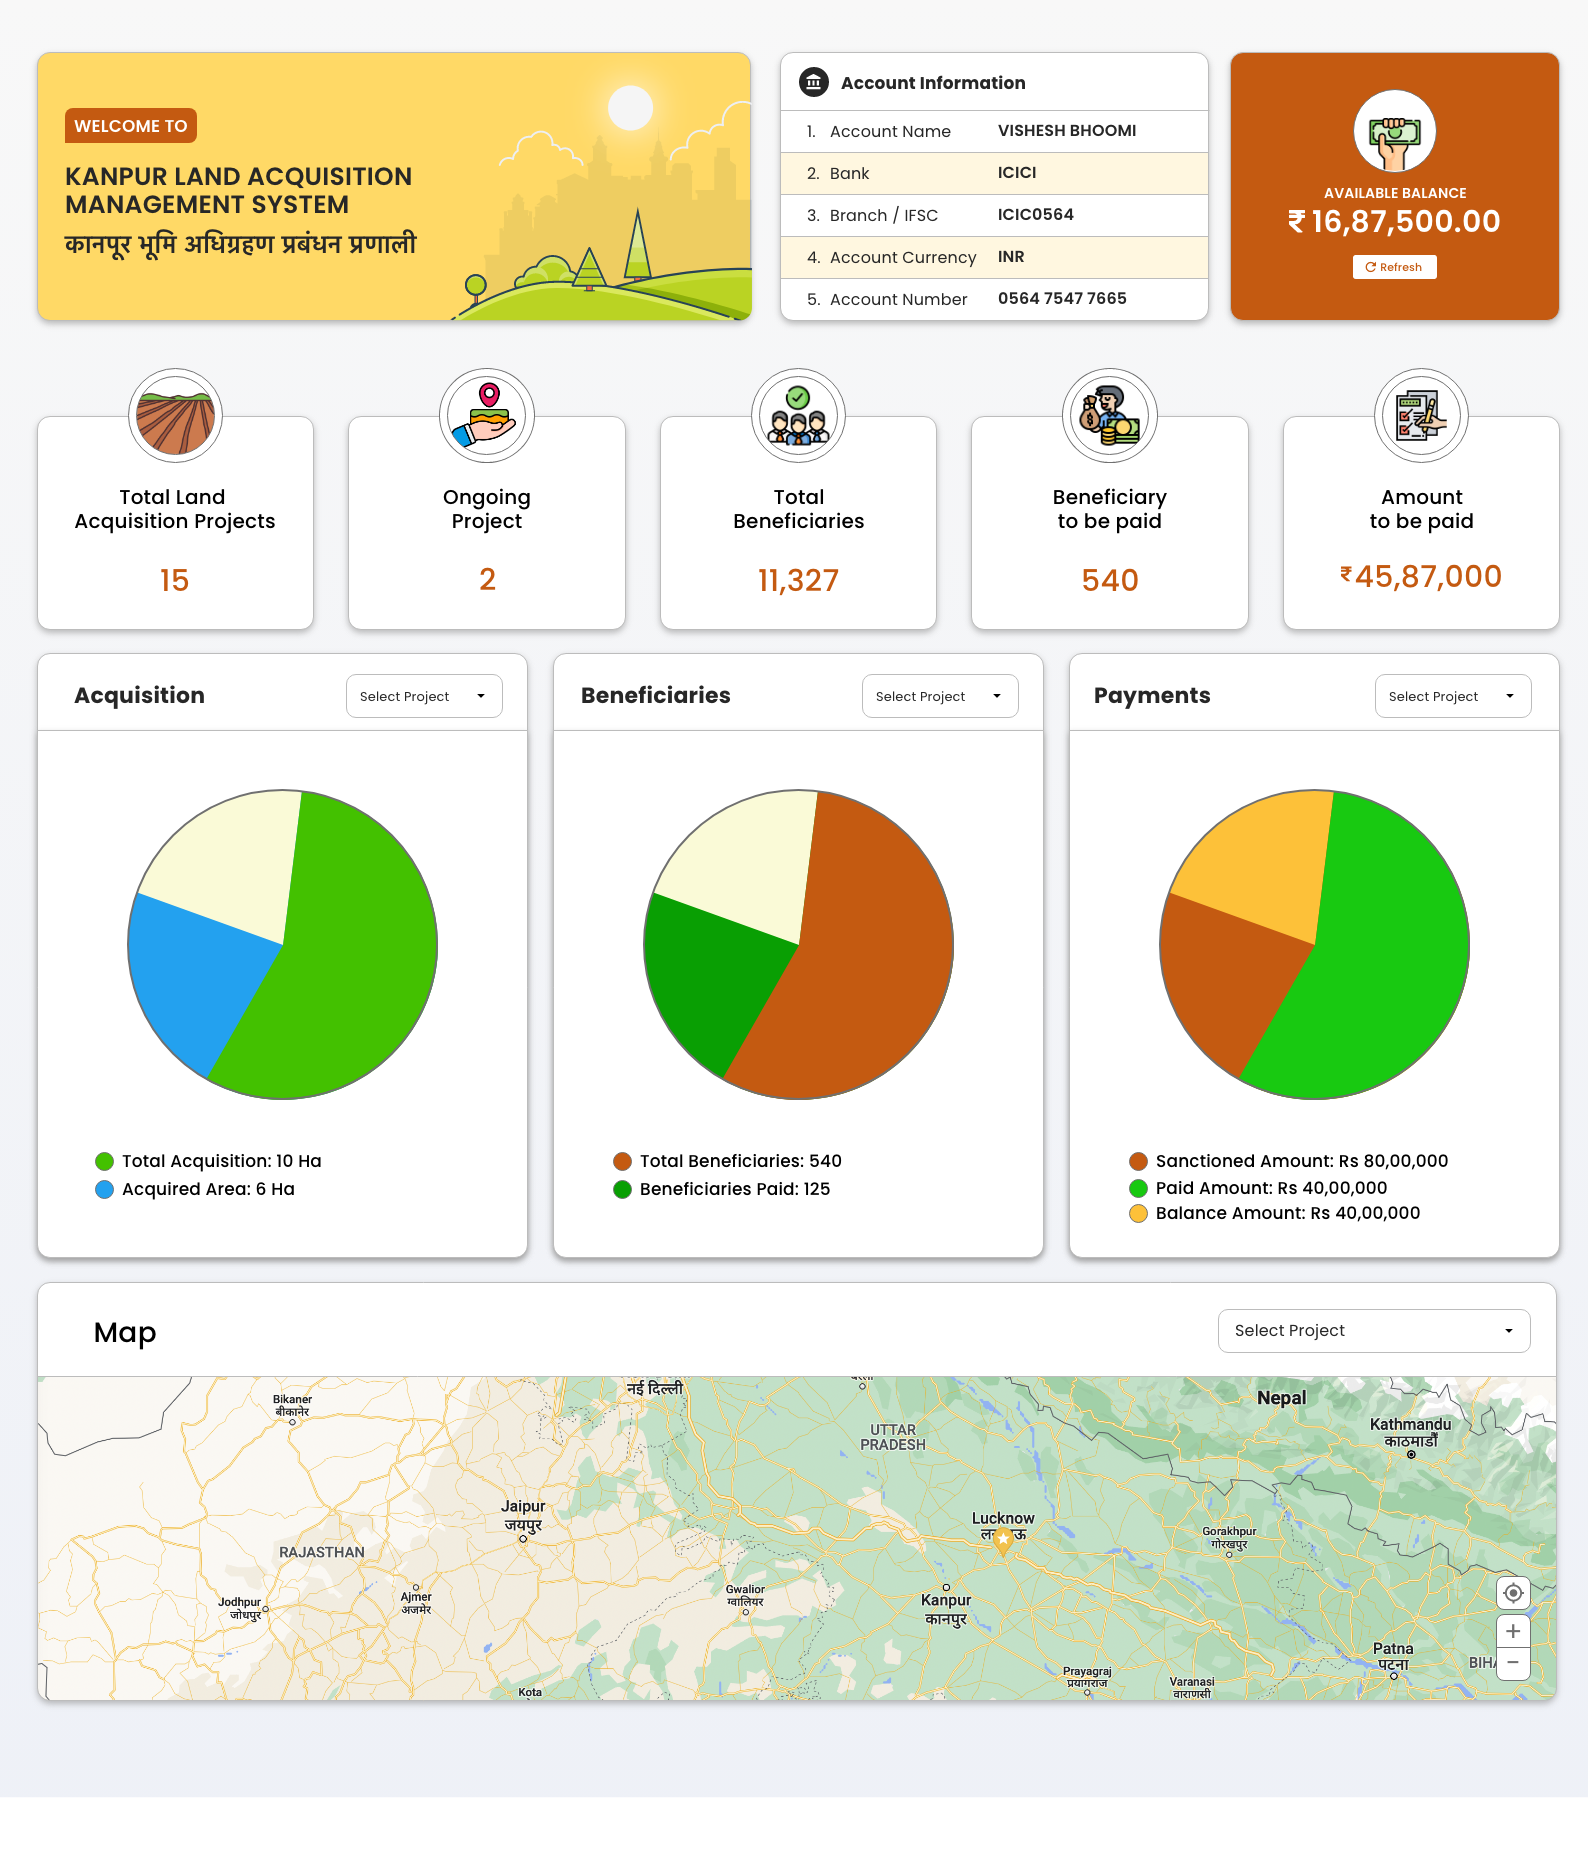 WELCOME TO
KANPUR LAND ACQUISITION
MANAGEMENT SYSTEM
कानपूर भूमि अधिग्रहण प्रबंधन प्रणाली
Account Information
1. Account Name VISHESH BHOOMI
2. Bank ICICI
3. Branch / IFSC ICIC0564
4. Account Currency INR
5. Account Number 0564 7547 7665
AVAILABLE BALANCE
₹ 16,87,500.00
Refresh
Total Land
Acquisition Projects
15
Ongoing
Project
2
Total
Beneficiaries
11,327
Beneficiary
to be paid
540
Amount
to be paid
₹45,87,000
Acquisition
Select Project
Total Acquisition: 10 Ha
Acquired Area: 6 Ha
Beneficiaries
Select Project
Total Beneficiaries: 540
Beneficiaries Paid: 125
Payments
Select Project
Sanctioned Amount: Rs 80,00,000
Paid Amount: Rs 40,00,000
Balance Amount: Rs 40,00,000
Map
Select Project
नई दिल्ली
Bikaner
बीकानेर
Nepal
UTTAR
PRADESH
Kathmandu
काठमाडौं
Jaipur
जयपुर
Lucknow
RAJASTHAN
Gorakhpur
गोरखपुर
Ajmer
अजमेर
Jodhpur
जोधपुर
Gwalior
ग्वालियर
Kanpur
कानपुर
Patna
पटना
Prayagraj
प्रयागराज
Varanasi
वाराणसी
Kota